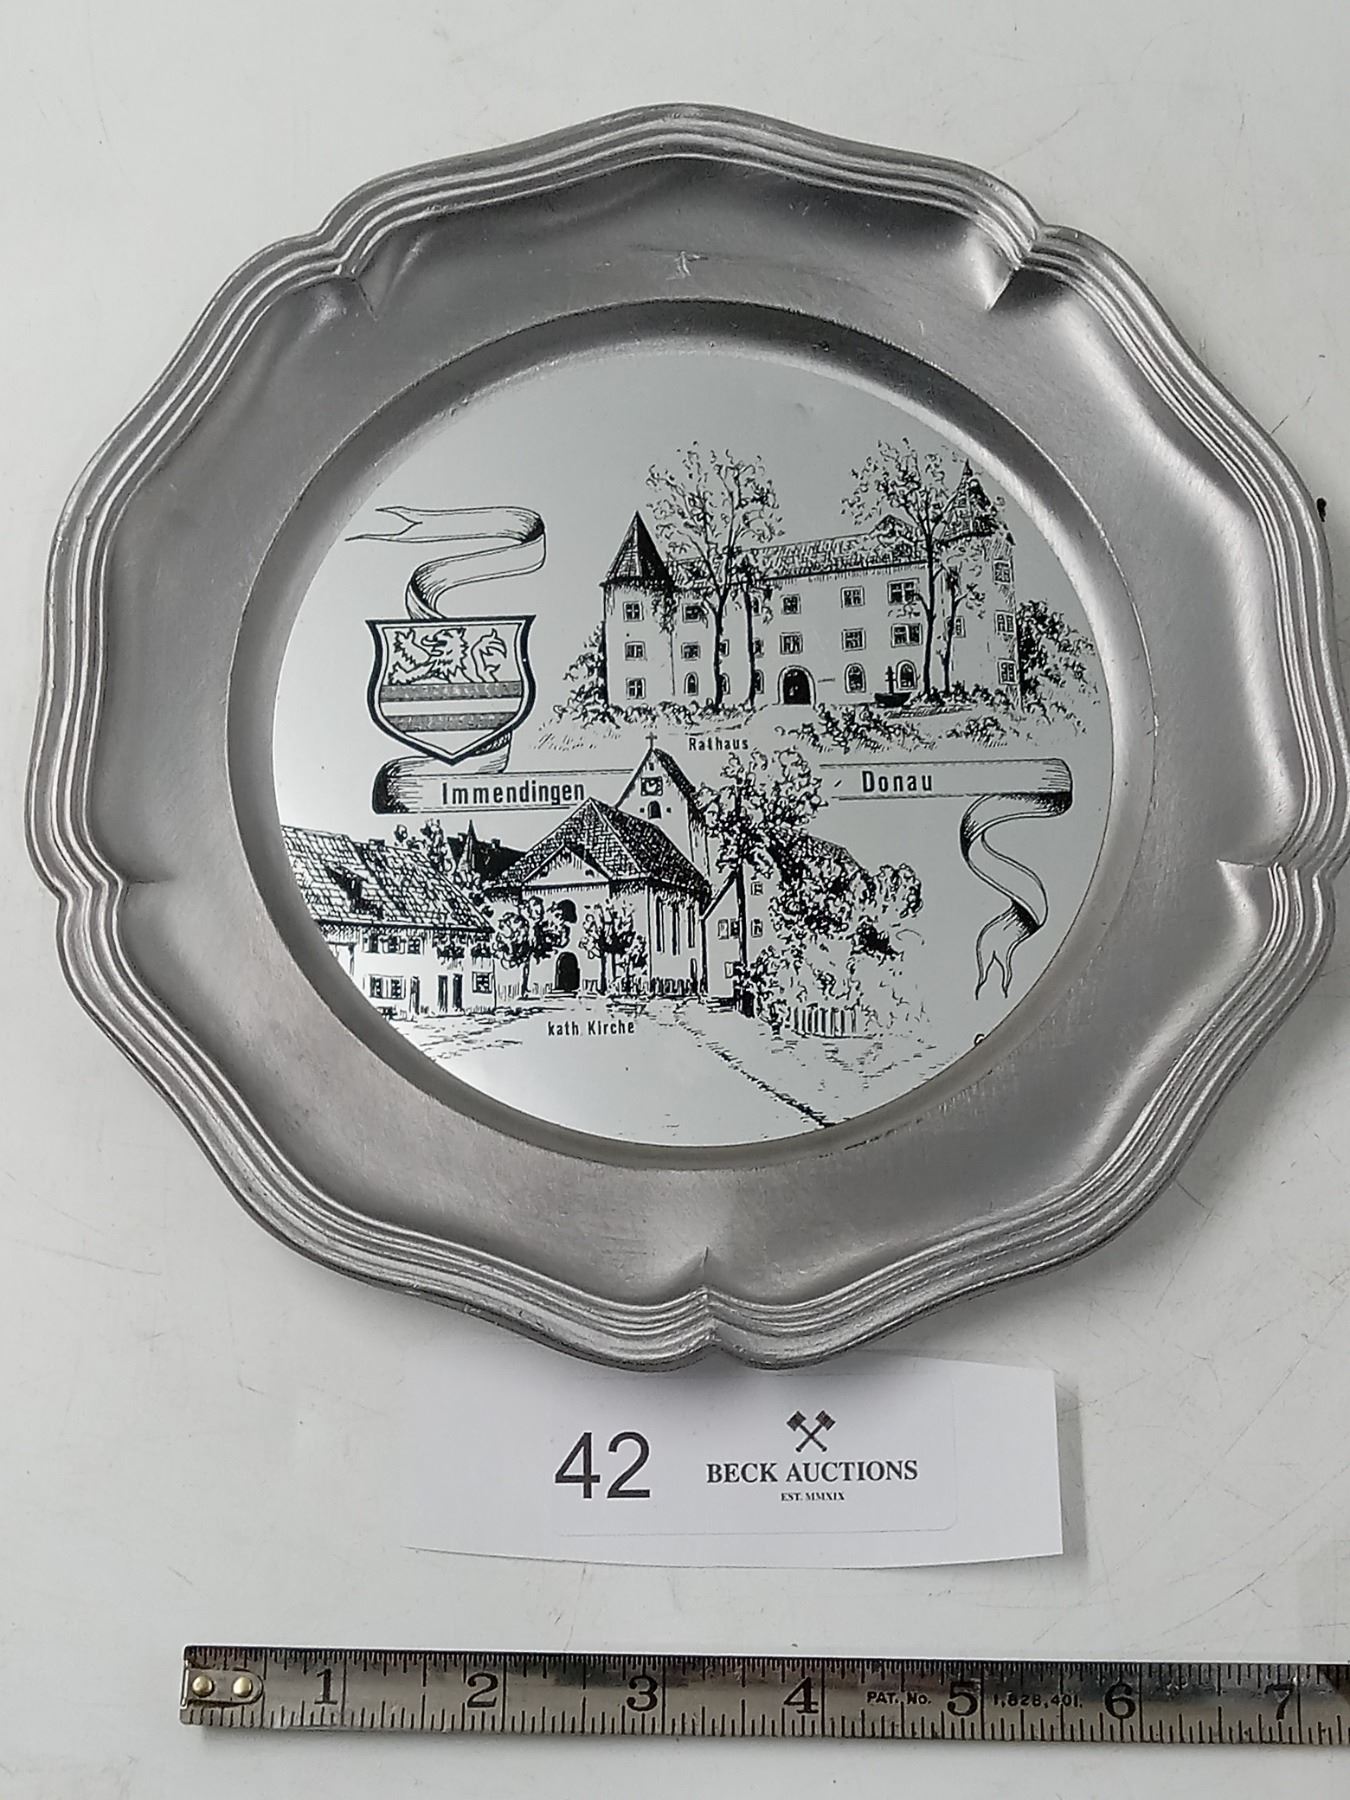 Rathaus
Immendingen Donau
kath. Kirche
42
BECK AUCTIONS
EST. MMXIX
1 2 3 4 PAT. NO. 5 1,828,401. 6 7